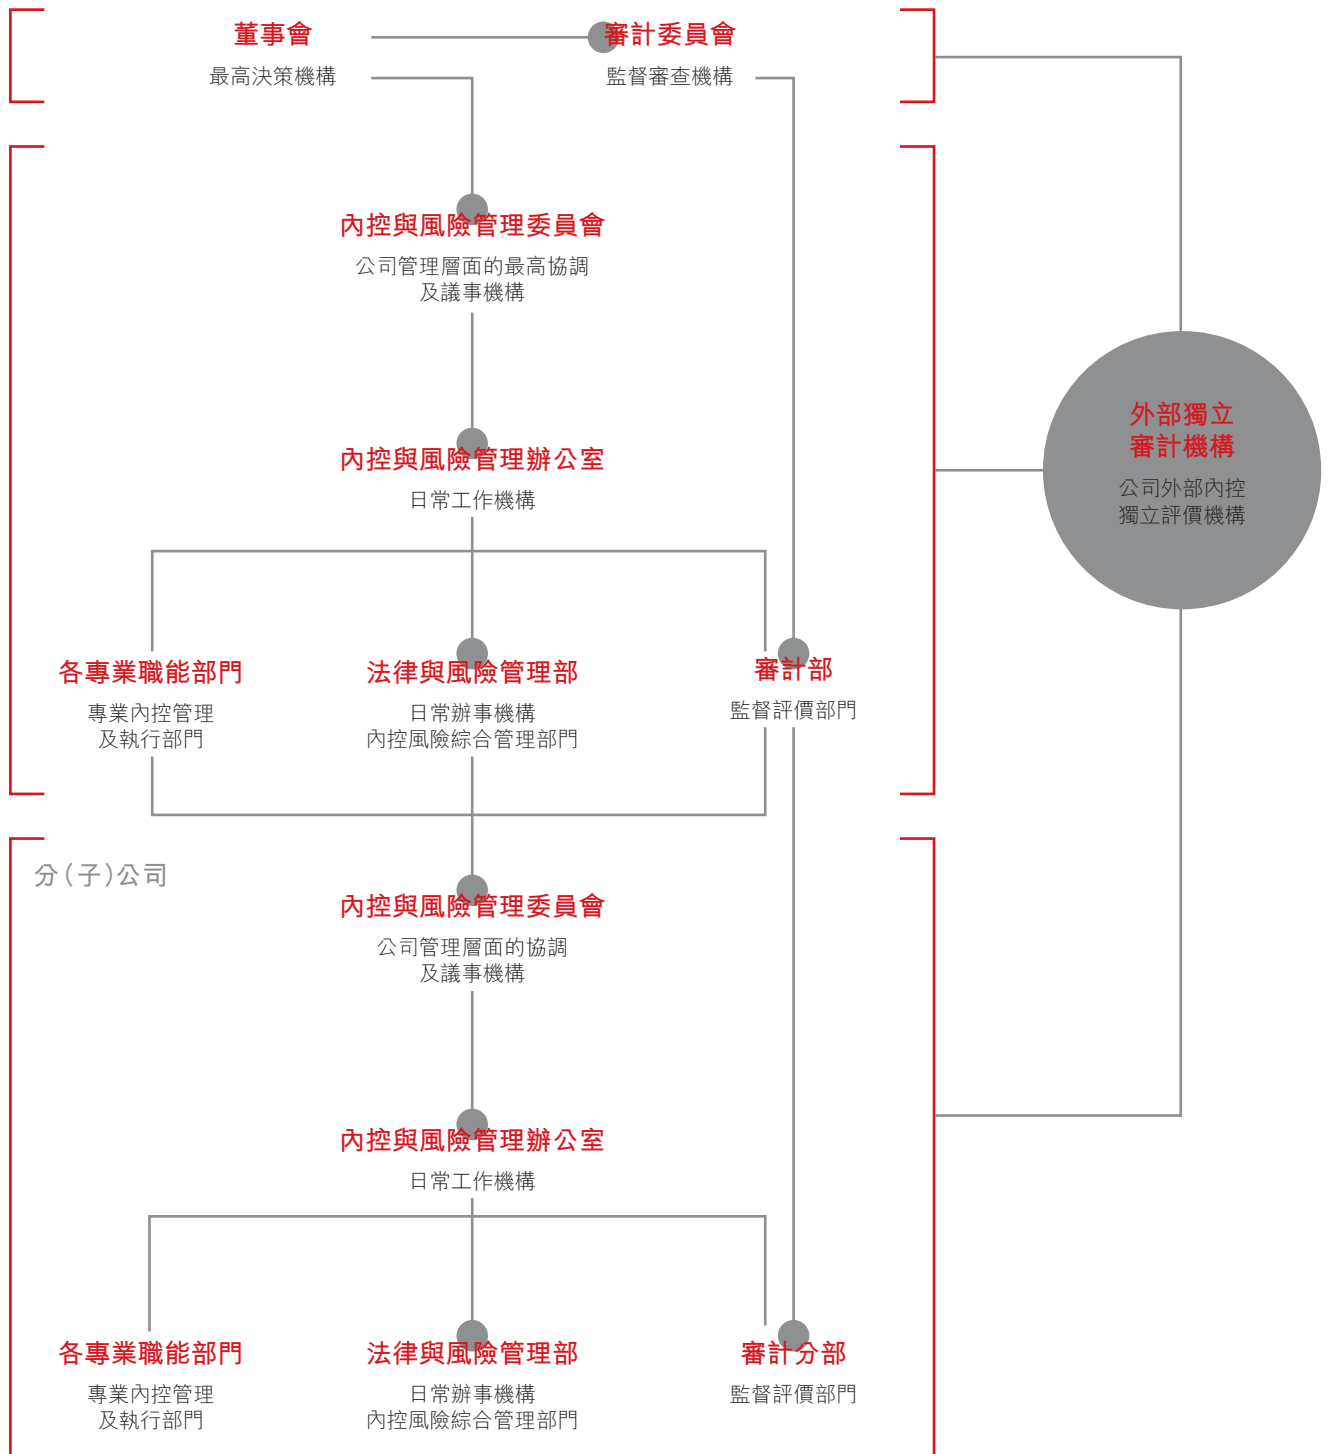 董事會
最高決策機構
審計委員會
監督審查機構
內控與風險管理委員會
公司管理層面的最高協調
及議事機構
內控與風險管理辦公室
日常工作機構
外部獨立
審計機構
公司外部內控
獨立評價機構
各專業職能部門
專業內控管理
及執行部門
法律與風險管理部
日常辦事機構
內控風險綜合管理部門
審計部
監督評價部門
分(子)公司
內控與風險管理委員會
公司管理層面的協調
及議事機構
內控與風險管理辦公室
日常工作機構
各專業職能部門
專業內控管理
及執行部門
法律與風險管理部
日常辦事機構
內控風險綜合管理部門
審計分部
監督評價部門